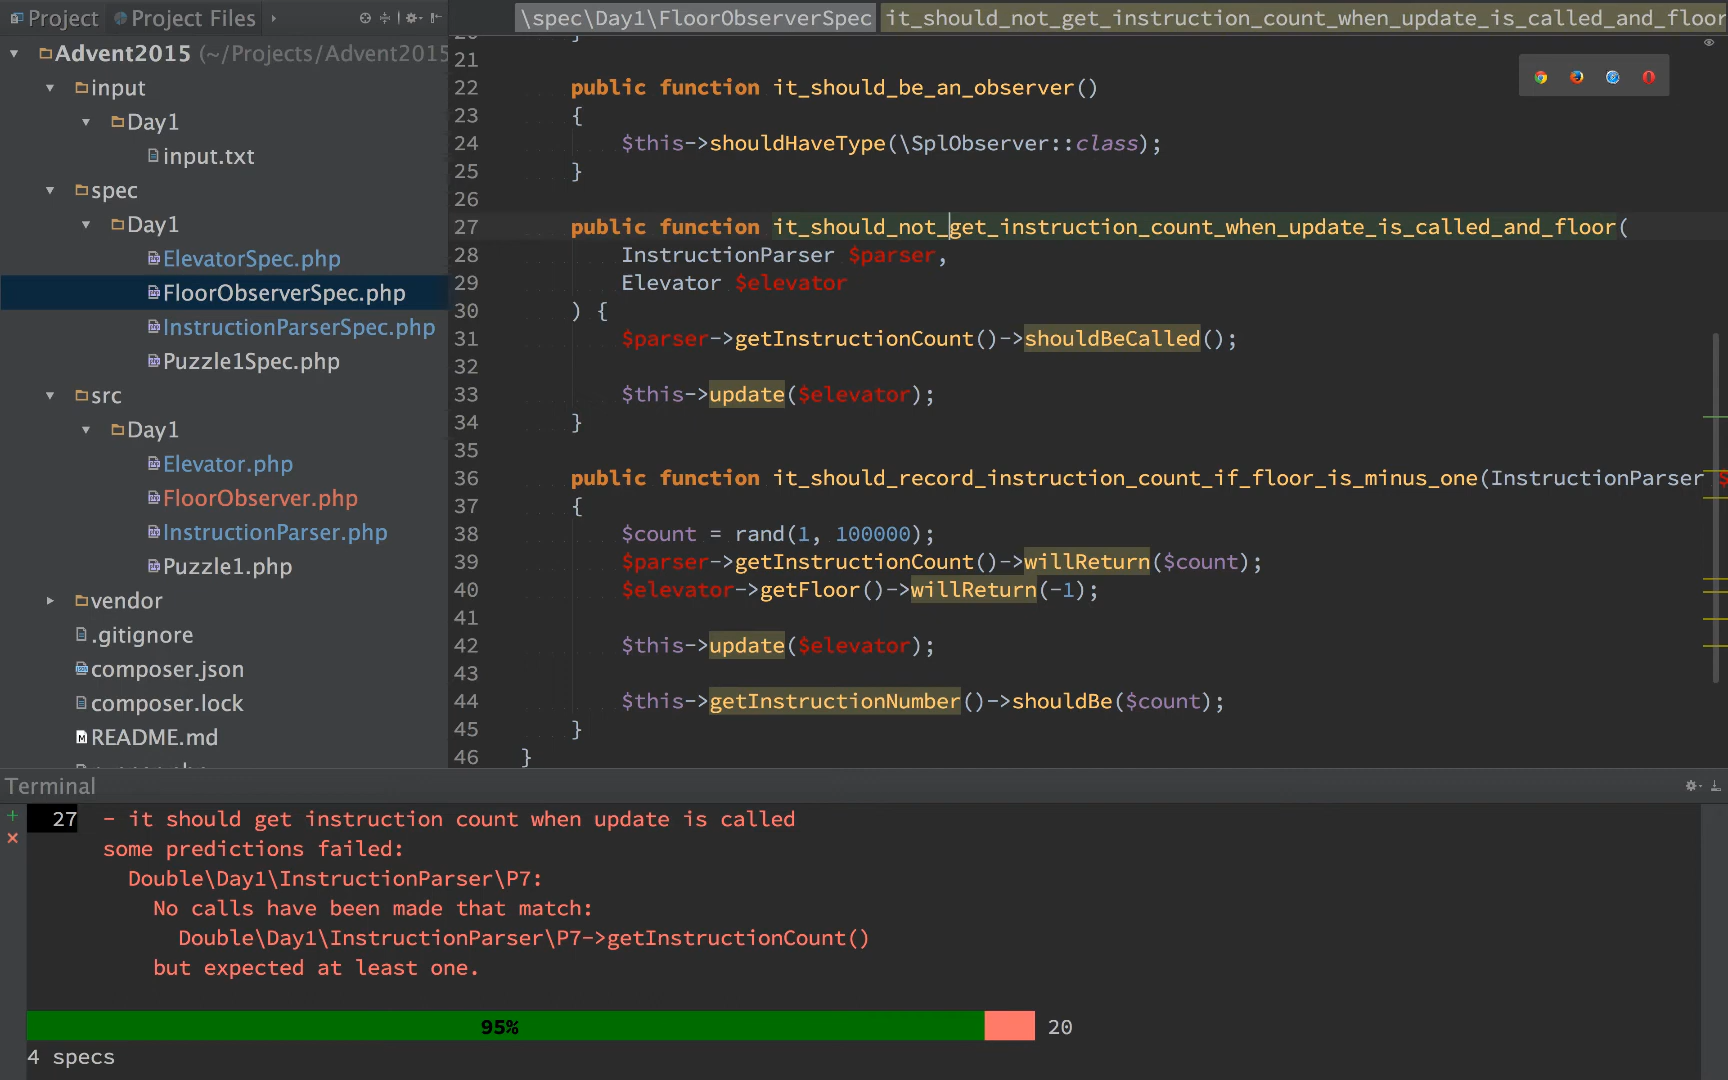 Project
Project Files
\spec\Day1\FloorObserverSpec
it_should_not_get_instruction_count_when_update_is_called_and_floor
Advent2015 (~/Projects/Advent2015
input
Day1
input.txt
spec
Day1
ElevatorSpec.php
FloorObserverSpec.php
InstructionParserSpec.php
Puzzle1Spec.php
src
Day1
Elevator.php
FloorObserver.php
InstructionParser.php
Puzzle1.php
vendor
.gitignore
composer.json
composer.lock
README.md
21
22 public function it_should_be_an_observer()
23 {
24 $this->shouldHaveType(\SplObserver::class);
25 }
26
27 public function it_should_not_get_instruction_count_when_update_is_called_and_floor(
28 InstructionParser $parser,
29 Elevator $elevator
30 ) {
31 $parser->getInstructionCount()->shouldBeCalled();
32
33 $this->update($elevator);
34 }
35
36 public function it_should_record_instruction_count_if_floor_is_minus_one(InstructionParser $
37 {
38 $count = rand(1, 100000);
39 $parser->getInstructionCount()->willReturn($count);
40 $elevator->getFloor()->willReturn(-1);
41
42 $this->update($elevator);
43
44 $this->getInstructionNumber()->shouldBe($count);
45 }
46 }
Terminal
27 - it should get instruction count when update is called
some predictions failed:
Double\Day1\InstructionParser\P7:
No calls have been made that match:
Double\Day1\InstructionParser\P7->getInstructionCount()
but expected at least one.
95% 20
4 specs